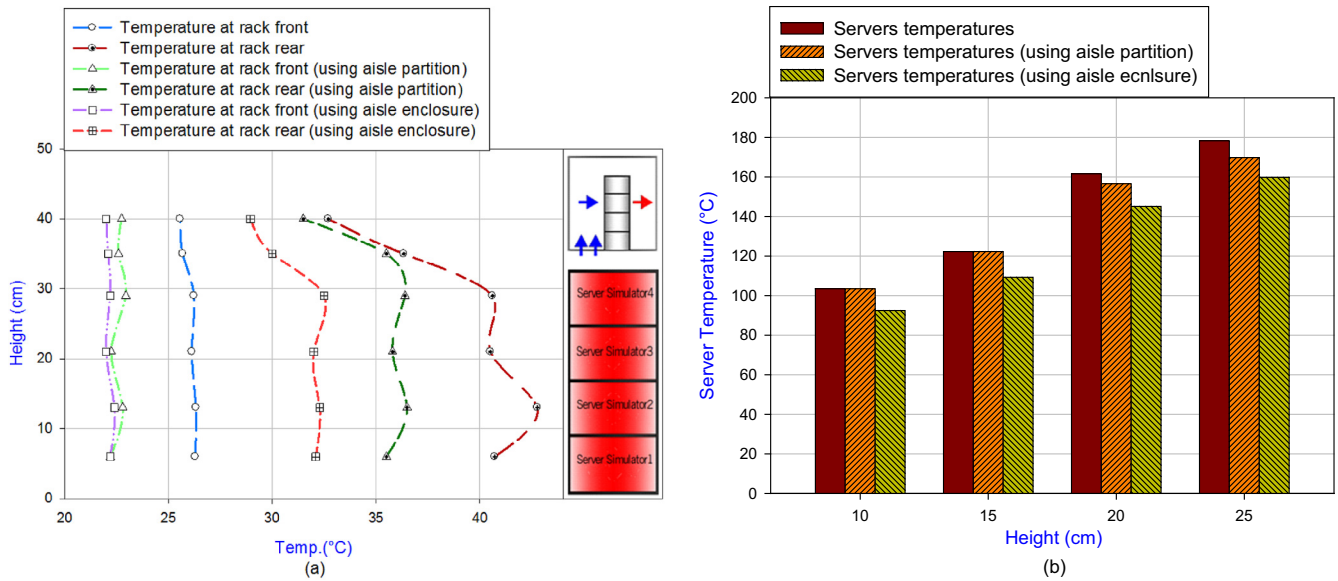 Temperature at rack front
Temperature at rack rear
Temperature at rack front (using aisle partition)
Temperature at rack rear (using aisle partition)
Temperature at rack front (using aisle enclosure)
Temperature at rack rear (using aisle enclosure)
50
40
30
20
10
0
Height (cm)
20
25
30
35
40
Temp.(°C)
(a)
Server Simulator4
Server Simulator3
Server Simulator2
Server Simulator1
Servers temperatures
Servers temperatures (using aisle partition)
Servers temperatures (using aisle ecnlsure)
200
180
160
140
120
100
80
60
40
20
0
Server Temperature (°C)
10
15
20
25
Height (cm)
(b)